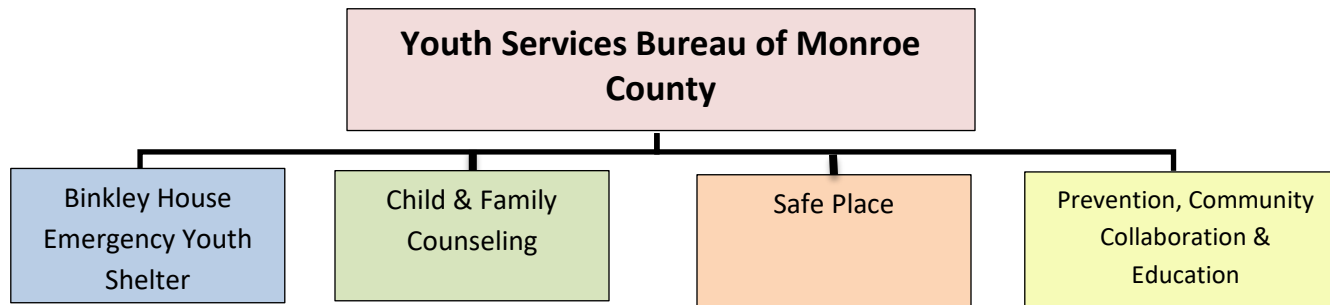 Youth Services Bureau of Monroe
County
Binkley House
Emergency Youth
Shelter
Child & Family
Counseling
Safe Place
Prevention, Community
Collaboration &
Education